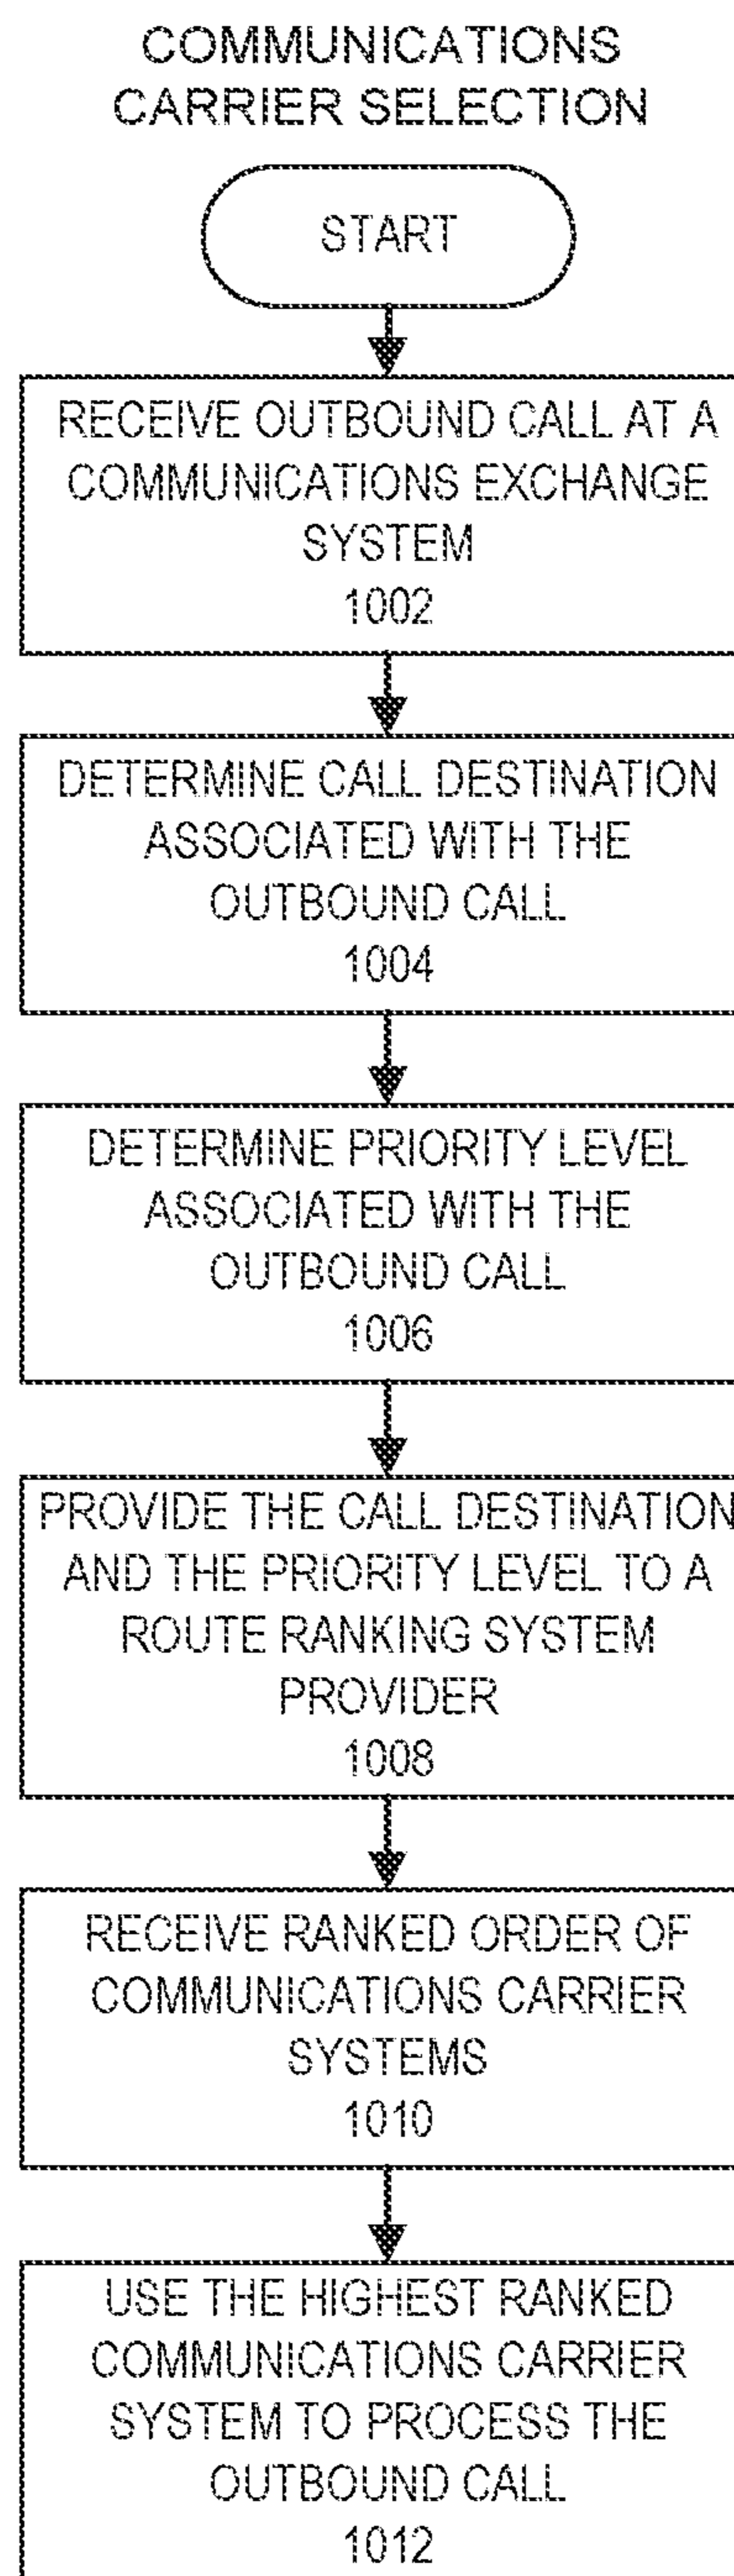 COMMUNICATIONS
CARRIER SELECTION
START
RECEIVE OUTBOUND CALL AT A
COMMUNICATIONS EXCHANGE
SYSTEM
1002
DETERMINE CALL DESTINATION
ASSOCIATED WITH THE
OUTBOUND CALL
1004
DETERMINE PRIORITY LEVEL
ASSOCIATED WITH THE
OUTBOUND CALL
1006
PROVIDE THE CALL DESTINATION
AND THE PRIORITY LEVEL TO A
ROUTE RANKING SYSTEM
PROVIDER
1008
RECEIVE RANKED ORDER OF
COMMUNICATIONS CARRIER
SYSTEMS
1010
USE THE HIGHEST RANKED
COMMUNICATIONS CARRIER
SYSTEM TO PROCESS THE
OUTBOUND CALL
1012